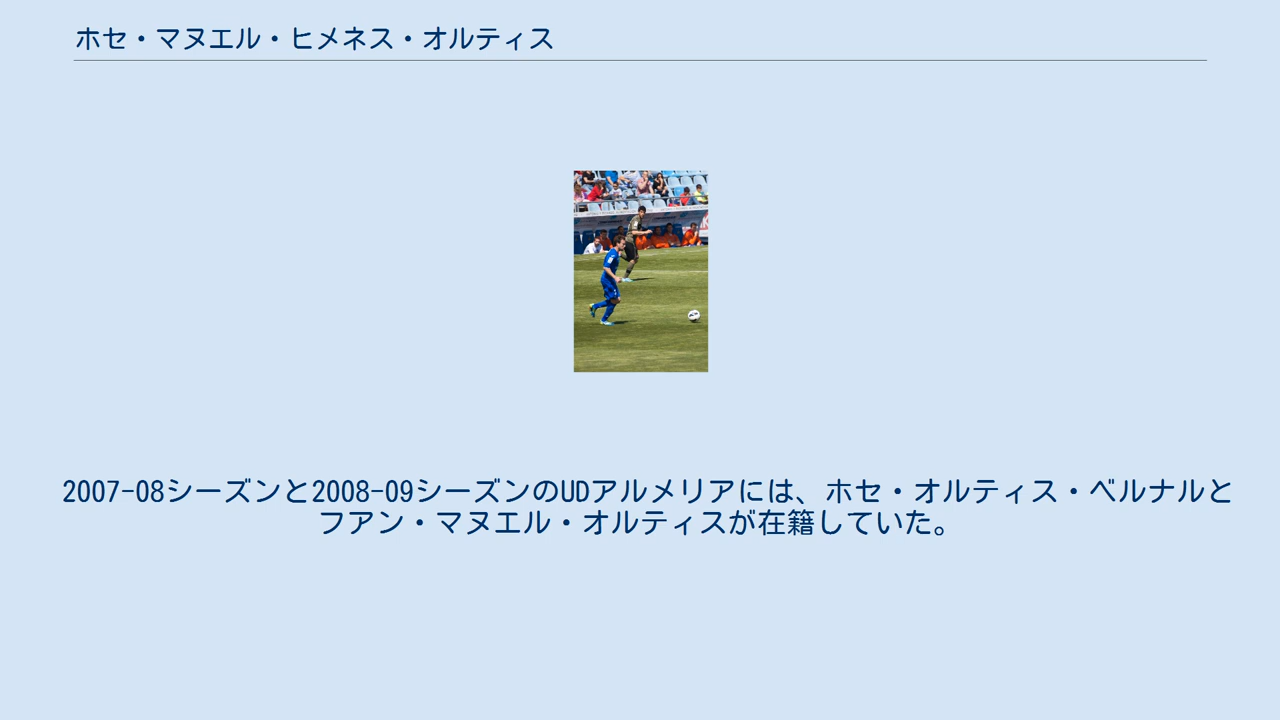 ホセ・マヌエル・ヒメネス・オルティス
2007-08シーズンと2008-09シーズンのUDアルメリアには、ホセ・オルティス・ベルナルと
フアン・マヌエル・オルティスが在籍していた。